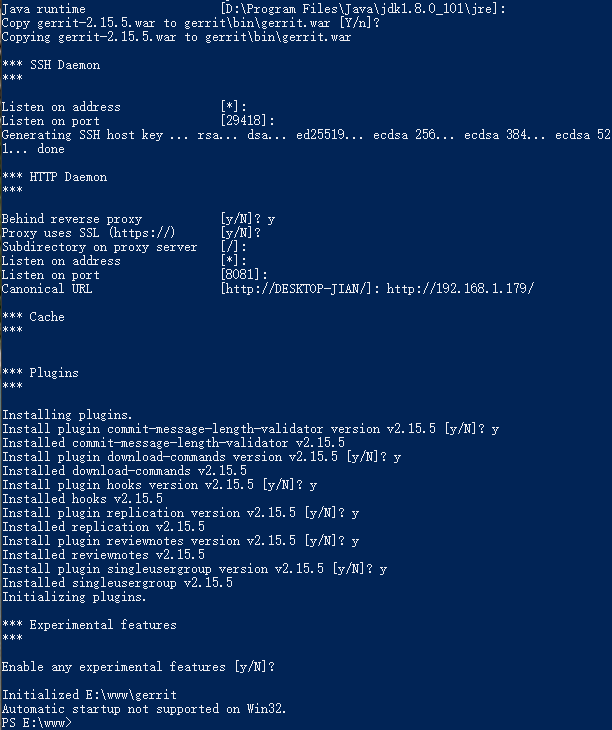 Java runtime                   [D:\Program Files\Java\jdk1.8.0_101\jre]:
Copy gerrit-2.15.5.war to gerrit\bin\gerrit.war [Y/n]?
Copying gerrit-2.15.5.war to gerrit\bin\gerrit.war
*** SSH Daemon
***
Listen on address              [*]:
Listen on port                 [29418]:
Generating SSH host key ... rsa... dsa... ed25519... ecdsa 256... ecdsa 384... ecdsa 52
1... done
*** HTTP Daemon
***
Behind reverse proxy           [y/N]? y
Proxy uses SSL (https://)      [y/N]?
Subdirectory on proxy server   [/]:
Listen on address              [*]:
Listen on port                 [8081]:
Canonical URL                  [http://DESKTOP-JIAN/]: http://192.168.1.179/
*** Cache
***
*** Plugins
***
Installing plugins.
Install plugin commit-message-length-validator version v2.15.5 [y/N]? y
Installed commit-message-length-validator v2.15.5
Install plugin download-commands version v2.15.5 [y/N]? y
Installed download-commands v2.15.5
Install plugin hooks version v2.15.5 [y/N]? y
Installed hooks v2.15.5
Install plugin replication version v2.15.5 [y/N]? y
Installed replication v2.15.5
Install plugin reviewnotes version v2.15.5 [y/N]? y
Installed reviewnotes v2.15.5
Install plugin singleusergroup version v2.15.5 [y/N]? y
Installed singleusergroup v2.15.5
Initializing plugins.
*** Experimental features
***
Enable any experimental features [y/N]?
Initialized E:\www\gerrit
Automatic startup not supported on Win32.
PS E:\www>